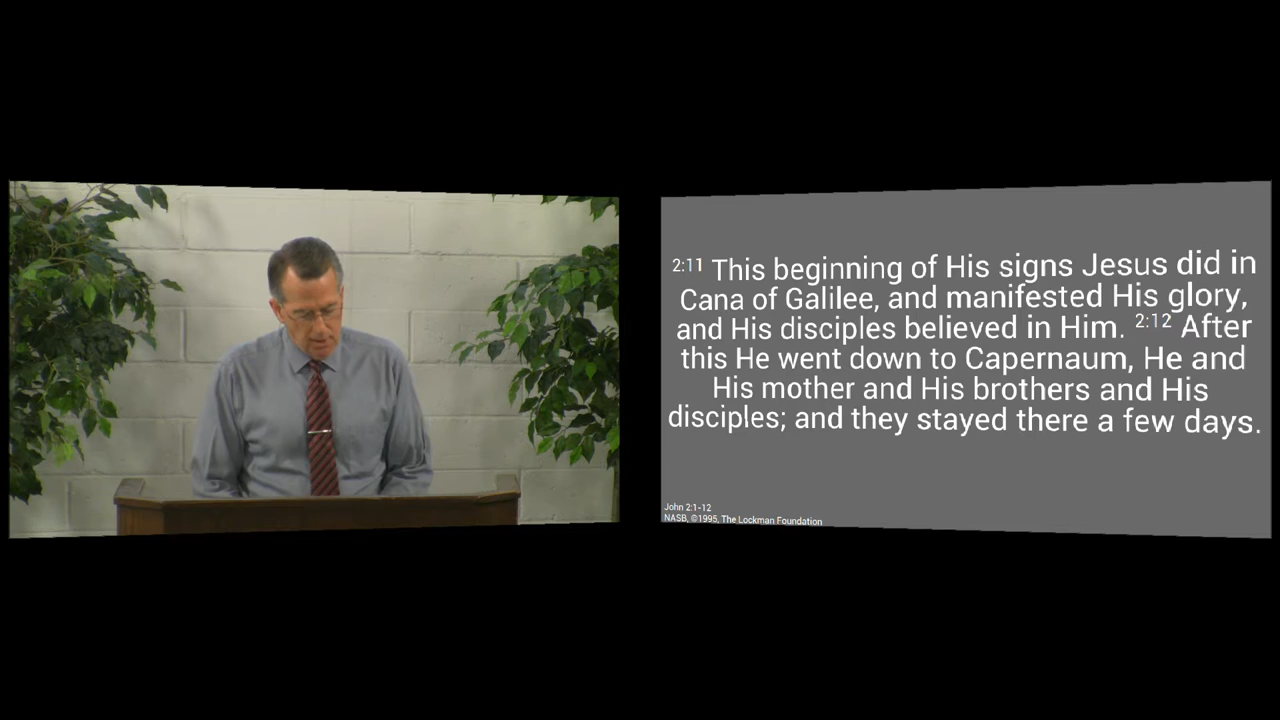 2:11 This beginning of His signs Jesus did in
Cana of Galilee, and manifested His glory,
and His disciples believed in Him. 2:12 After
this He went down to Capernaum, He and
His mother and His brothers and His
disciples; and they stayed there a few days.
John 2:1-12
NASB, ©1995, The Lockman Foundation